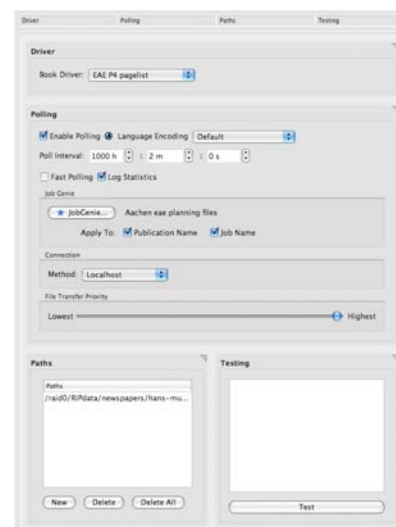 Driver Polling Paths Testing
Driver
Book Driver: EAE P4 pagelist
Polling
Enable Polling Language Encoding Default
Poll Interval: 1000 h : 2 m : 0 s
Fast Polling Log Statistics
Job Genie
JobGenie... Aachen eae planning files
Apply To: Publication Name Job Name
Connection
Method: Localhost
File Transfer Priority
Lowest Highest
Paths
Paths
/raid0/RIPdata/newspapers/hans-mu...
New Delete Delete All
Testing
Test